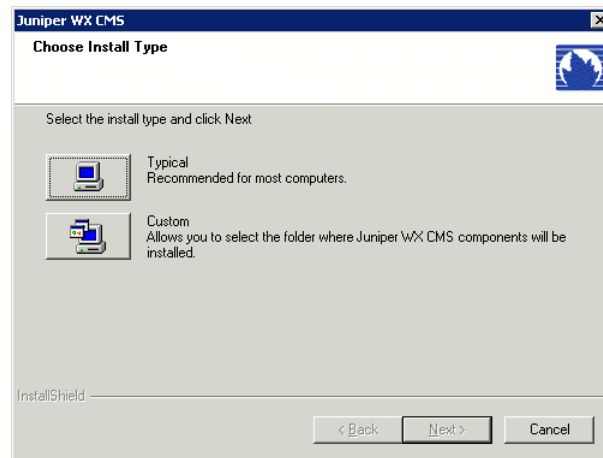 Juniper WX CMS
Choose Install Type
Select the install type and click Next
Typical
Recommended for most computers.
Custom
Allows you to select the folder where Juniper WX CMS components will be
installed.
InstallShield
< Back Next > Cancel